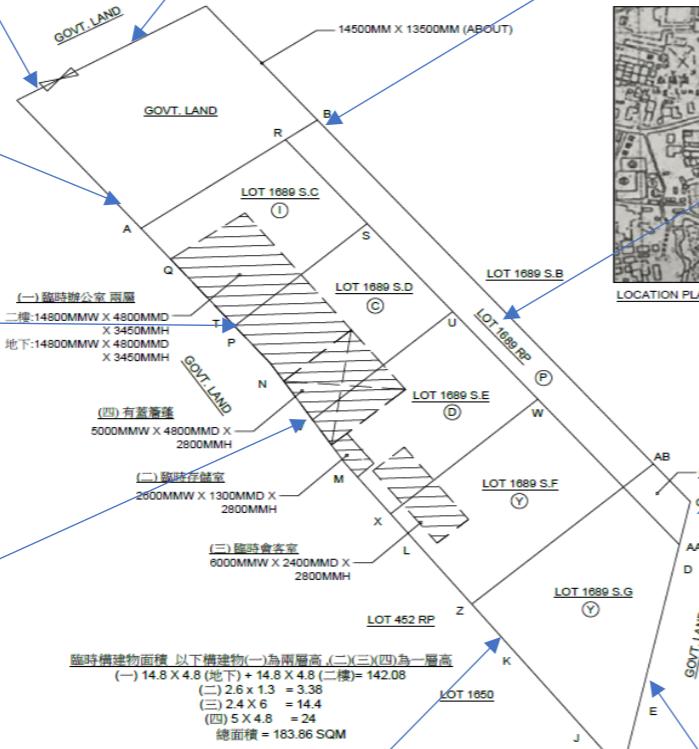 GOVT. LAND
14500MM X 13500MM (ABOUT)
GOVT. LAND
B
R
LOT 1689 S.C
I
A
S
Q
LOT 1689 S.B
LOT 1689 S.D
C
LOCATION PLA
(一) 臨時辦公室 兩層
二樓:14800MMW X 4800MMD
X 3450MMH
地下:14800MMW X 4800MMD
X 3450MMH
T
U
LOT 1689 RP
P
P
N
GOVT. LAND
LOT 1689 S.E
D
W
(四) 有蓋簷篷
5000MMW X 4800MMD X
2800MMH
AB
(二) 臨時存儲室
2600MMW X 1300MMD X
2800MMH
M
LOT 1689 S.F
Y
X
L
(三) 臨時會客室
6000MMW X 2400MMD X
2800MMH
AA
D
LOT 1689 S.G
Y
Z
LOT 452 RP
GOVT. LAND
K
臨時構建物面積 以下構建物(一)為兩層高,(二)(三)(四)為一層高
(一) 14.8 X 4.8 (地下) + 14.8 X 4.8 (二樓)= 142.08
(二) 2.6 x 1.3 = 3.38
(三) 2.4 X 6 = 14.4
(四) 5 X 4.8 = 24
總面積 = 183.86 SQM
LOT 1650
E
J